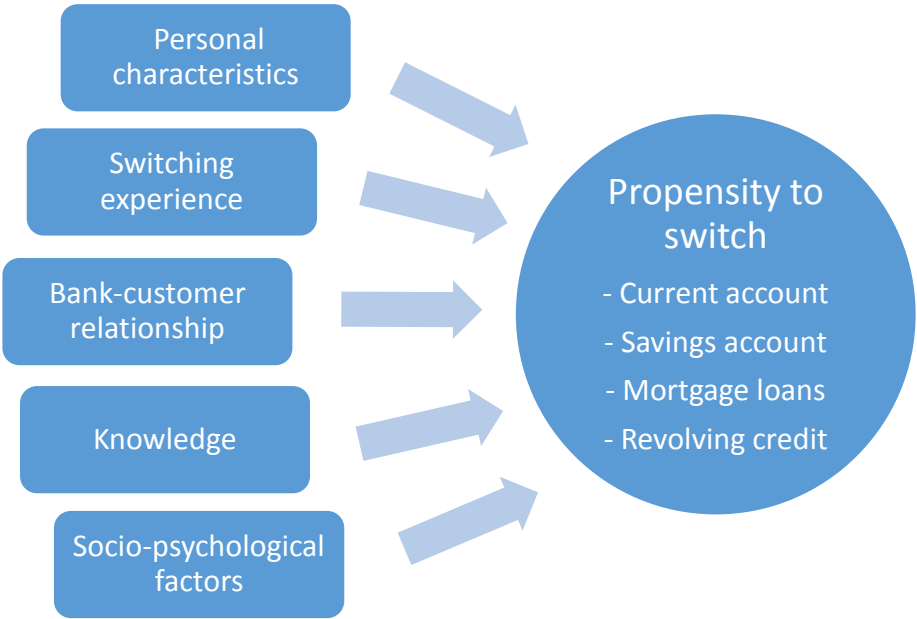 Personal
characteristics
Switching
experience
Bank-customer
relationship
Knowledge
Socio-psychological
factors
Propensity to
switch
- Current account
- Savings account
- Mortgage loans
- Revolving credit